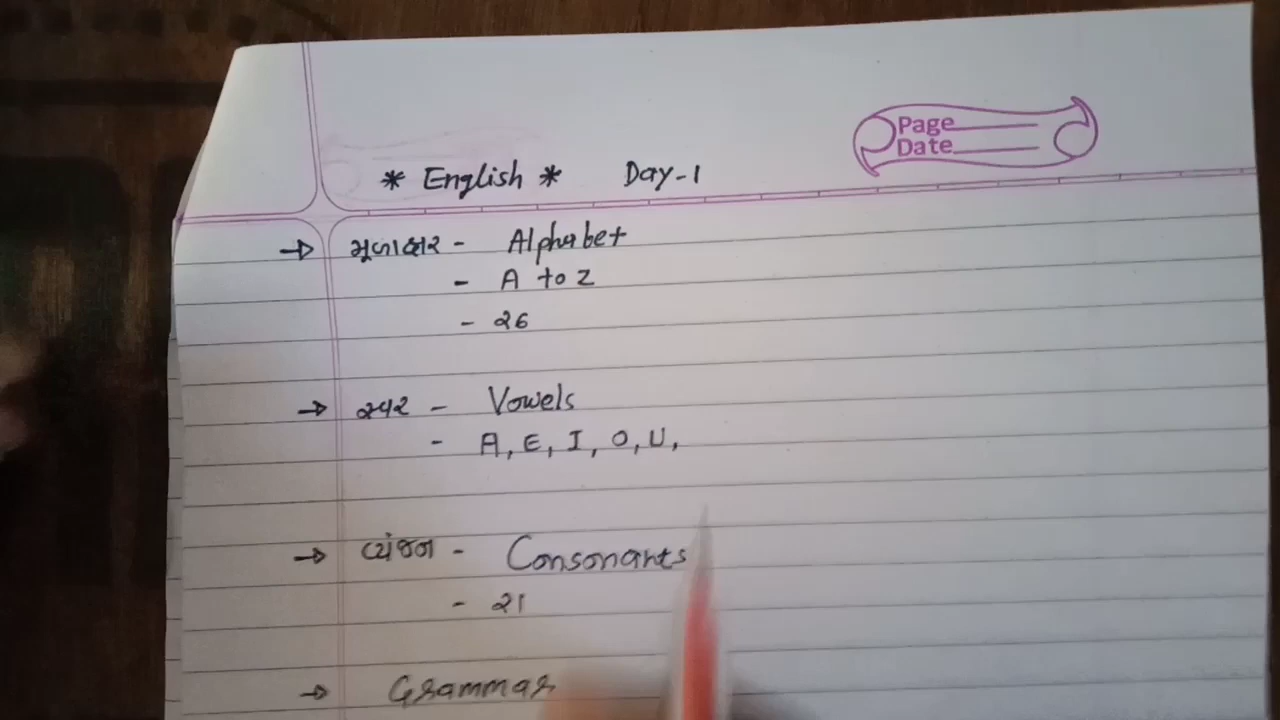 Page
Date
* English * Day-1
→ મૂળાક્ષર - Alphabet
- A to Z
- 26
→ સ્વર - Vowels
- A, E, I, O, U,
→ વ્યંજન - Consonants
- 21
→ Grammar